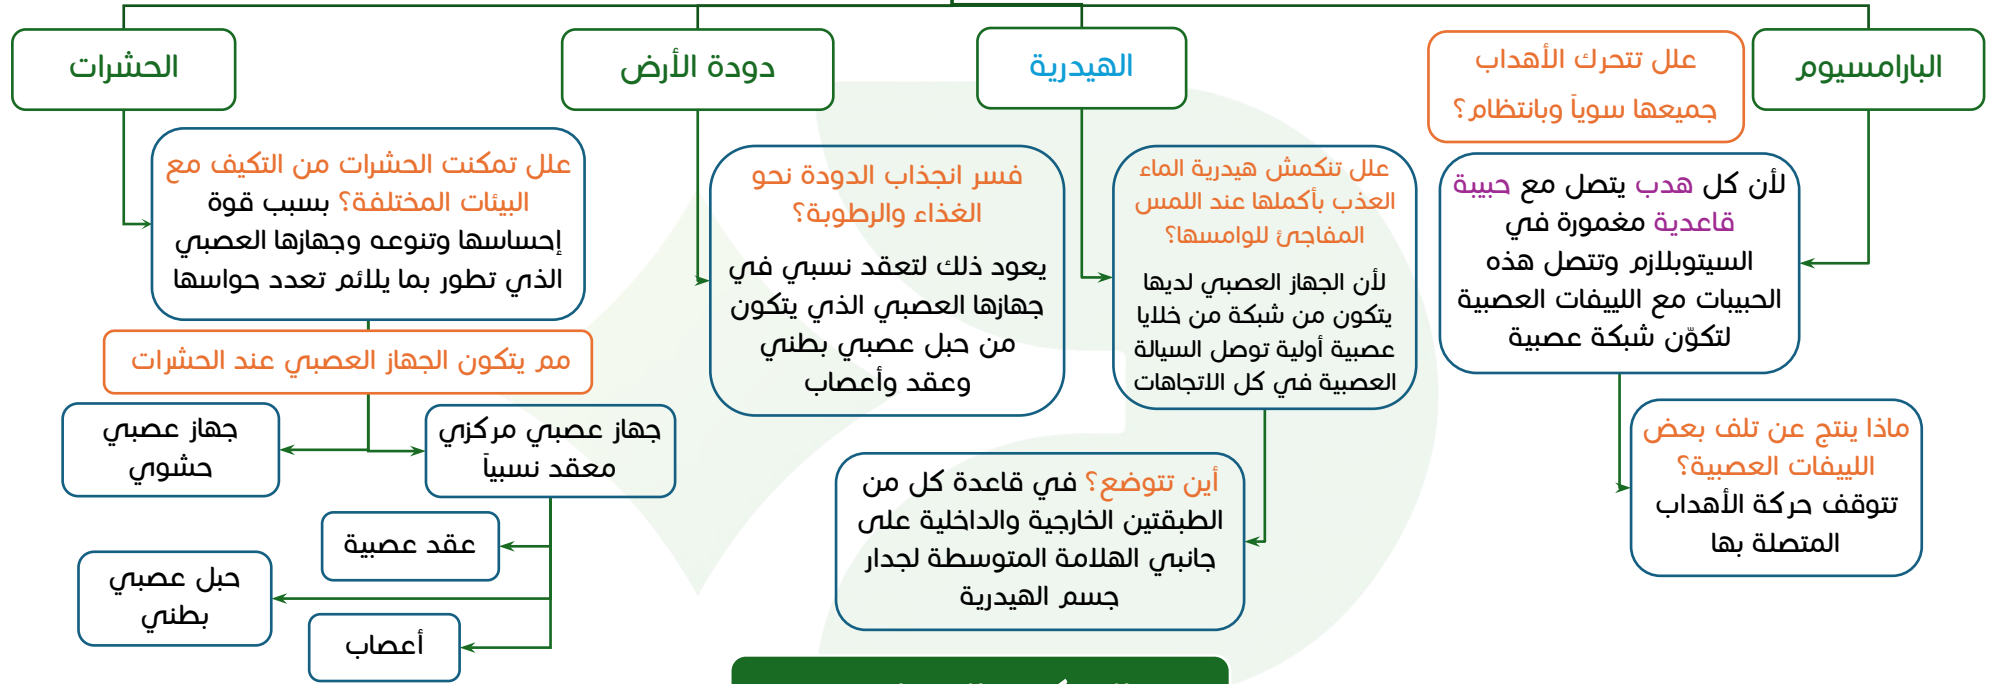 البارامسيوم
علل تتحرك الأهداب
جميعها سوياً وبانتظام؟
لأن كل هدب يتصل مع حبيبة
قاعدية مغمورة في
السيتوبلازم وتتصل هذه
الحبيبات مع اللييفات العصبية
لتكوّن شبكة عصبية
ماذا ينتج عن تلف بعض
اللييفات العصبية؟
تتوقف حركة الأهداب
المتصلة بها
الهيدرية
علل تنكمش هيدرية الماء
العذب بأكملها عند اللمس
المفاجئ للوامسها؟
لأن الجهاز العصبي لديها
يتكون من شبكة من خلايا
عصبية أولية توصل السيالة
العصبية في كل الاتجاهات
أين تتوضع؟ في قاعدة كل من
الطبقتين الخارجية والداخلية على
جانبي الهلامة المتوسطة لجدار
جسم الهيدرية
دودة الأرض
فسر انجذاب الدودة نحو
الغذاء والرطوبة؟
يعود ذلك لتعقد نسبي في
جهازها العصبي الذي يتكون
من حبل عصبي بطني
وعقد وأعصاب
الحشرات
علل تمكنت الحشرات من التكيف مع
البيئات المختلفة؟ بسبب قوة
إحساسها وتنوعه وجهازها العصبي
الذي تطور بما يلائم تعدد حواسها
مم يتكون الجهاز العصبي عند الحشرات
جهاز عصبي مركزي
معقد نسبياً
جهاز عصبي
حشوي
عقد عصبية
حبل عصبي
بطني
أعصاب